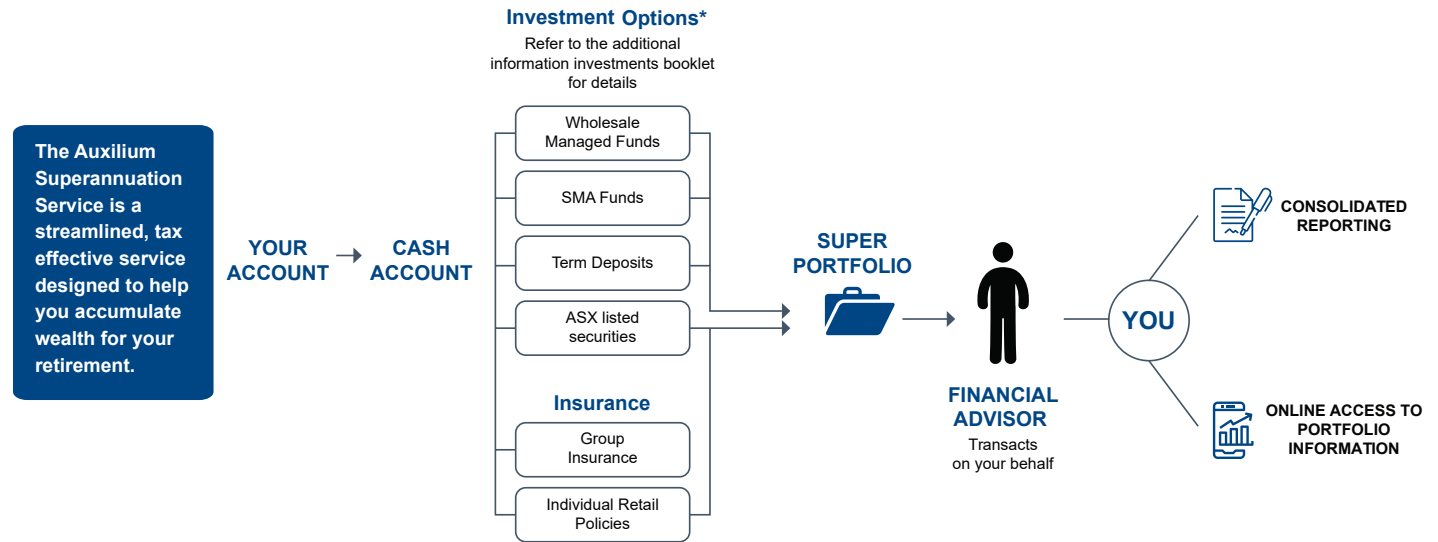 The Auxilium
Superannuation
Service is a
streamlined, tax
effective service
designed to help
you accumulate
wealth for your
retirement.
YOUR
ACCOUNT
CASH
ACCOUNT
Investment Options*
Refer to the additional
information investments booklet
for details
Wholesale
Managed Funds
SMA Funds
Term Deposits
ASX listed
securities
Insurance
Group
Insurance
Individual Retail
Policies
SUPER
PORTFOLIO
FINANCIAL
ADVISOR
Transacts
on your behalf
YOU
CONSOLIDATED
REPORTING
ONLINE ACCESS TO
PORTFOLIO
INFORMATION